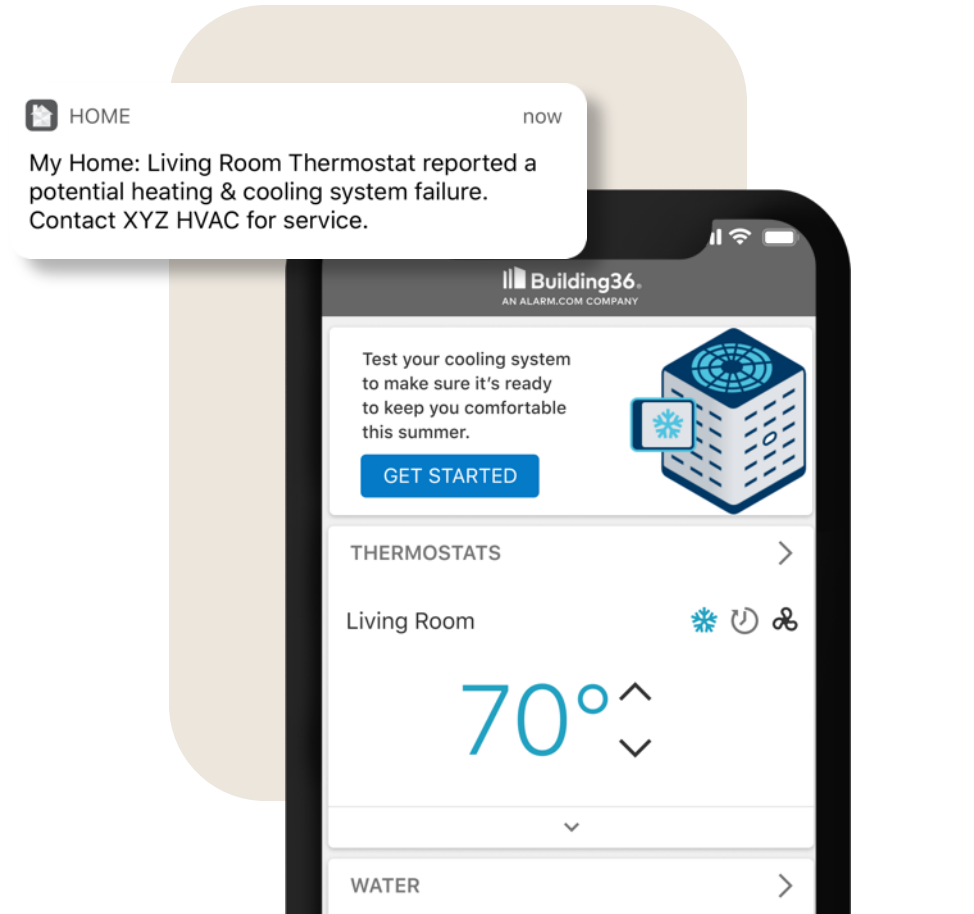 HOME
now
My Home: Living Room Thermostat reported a
potential heating & cooling system failure.
Contact XYZ HVAC for service.
Building36®
AN ALARM.COM COMPANY
Test your cooling system
to make sure it’s ready
to keep you comfortable
this summer.
GET STARTED
THERMOSTATS
Living Room
70°
WATER